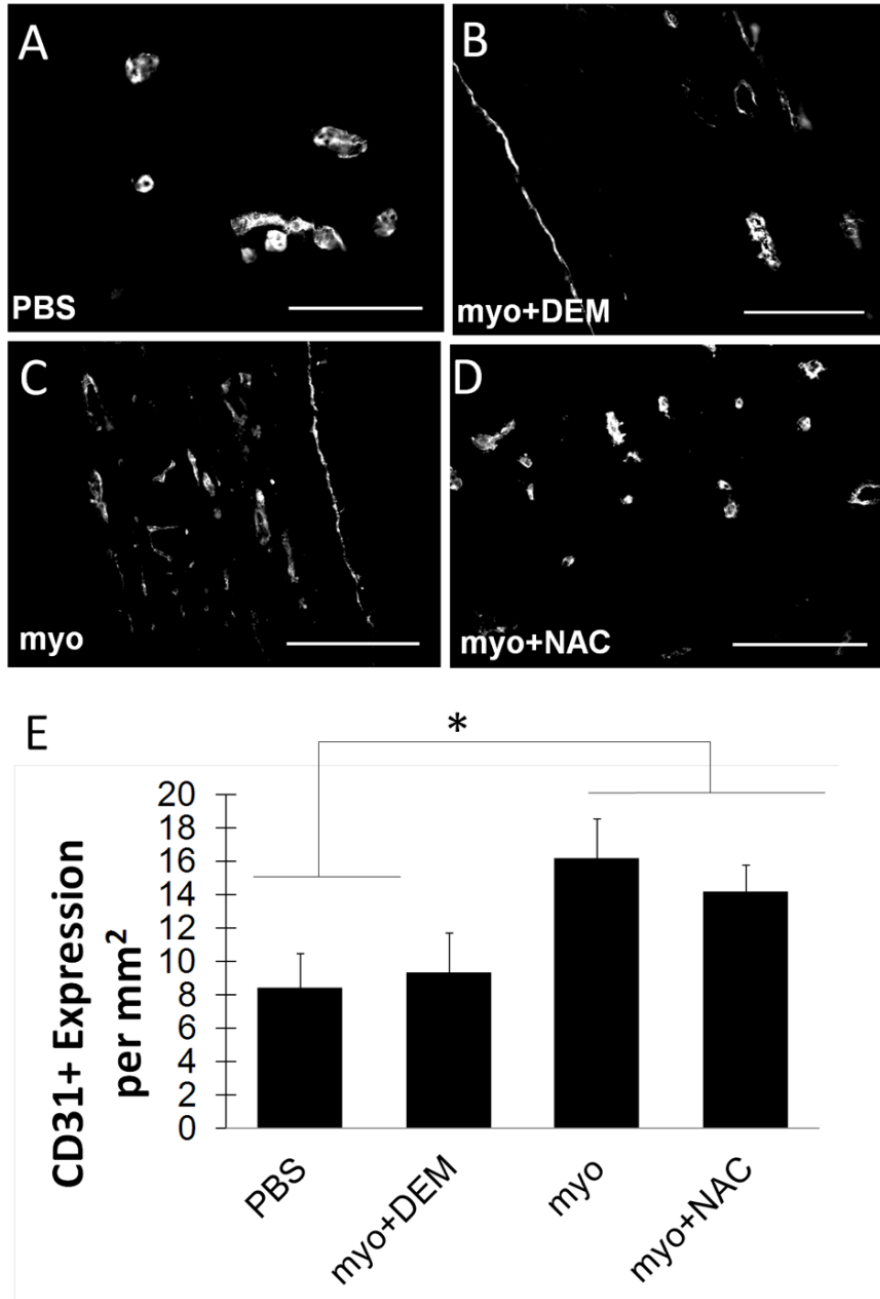 A
PBS
B
myo+DEM
C
myo
D
myo+NAC
E
*
CD31+ Expression
per mm²
20
18
16
14
12
10
8
6
4
2
0
PBS
myo+DEM
myo
myo+NAC